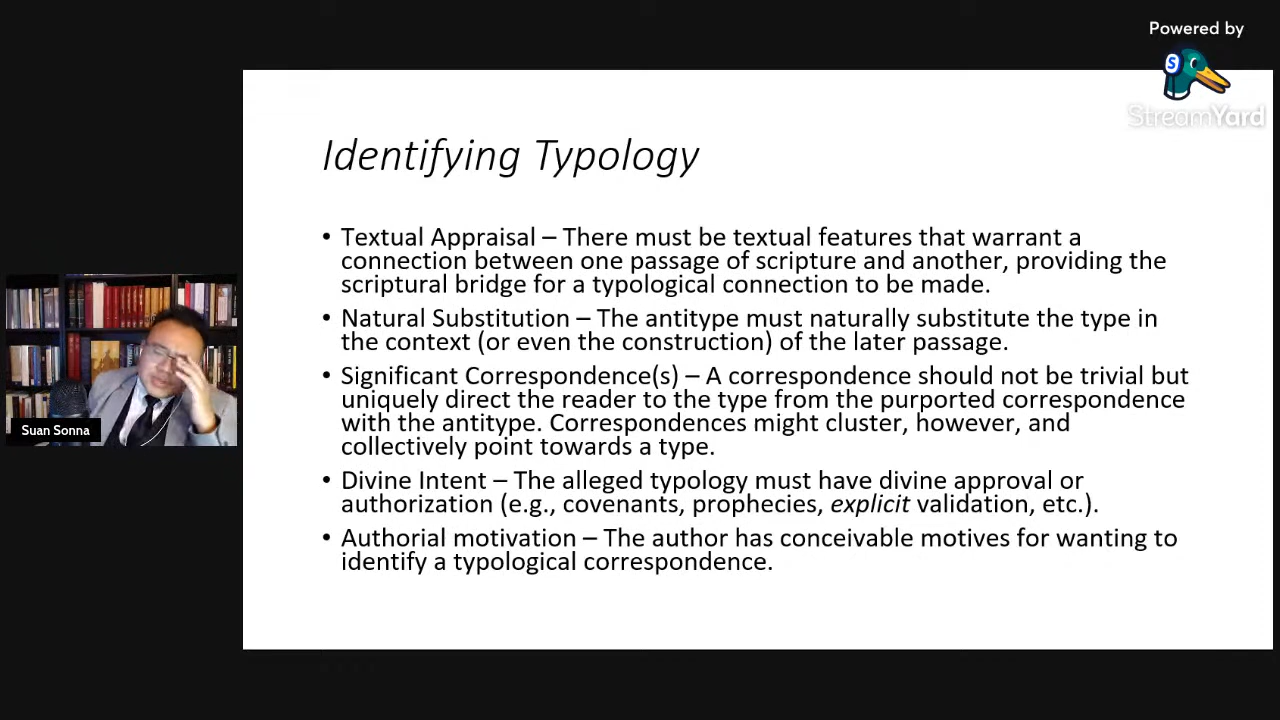 Powered by
StreamYard
Identifying Typology
• Textual Appraisal – There must be textual features that warrant a
connection between one passage of scripture and another, providing the
scriptural bridge for a typological connection to be made.
• Natural Substitution – The antitype must naturally substitute the type in
the context (or even the construction) of the later passage.
• Significant Correspondence(s) – A correspondence should not be trivial but
uniquely direct the reader to the type from the purported correspondence
with the antitype. Correspondences might cluster, however, and
collectively point towards a type.
• Divine Intent – The alleged typology must have divine approval or
authorization (e.g., covenants, prophecies, explicit validation, etc.).
• Authorial motivation – The author has conceivable motives for wanting to
identify a typological correspondence.
Suan Sonna